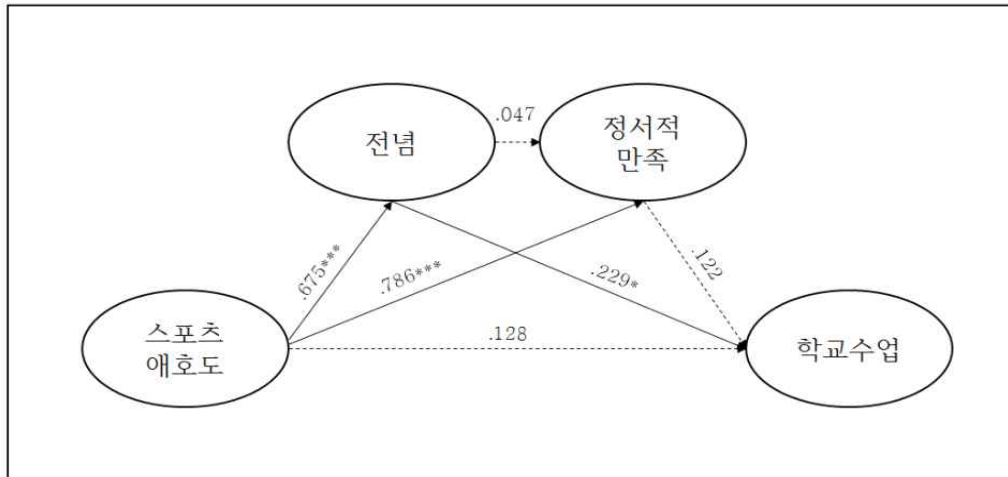 .047
전념
정서적
만족
.675***
.786***
.229*
.122
.128
스포츠
애호도
학교수업